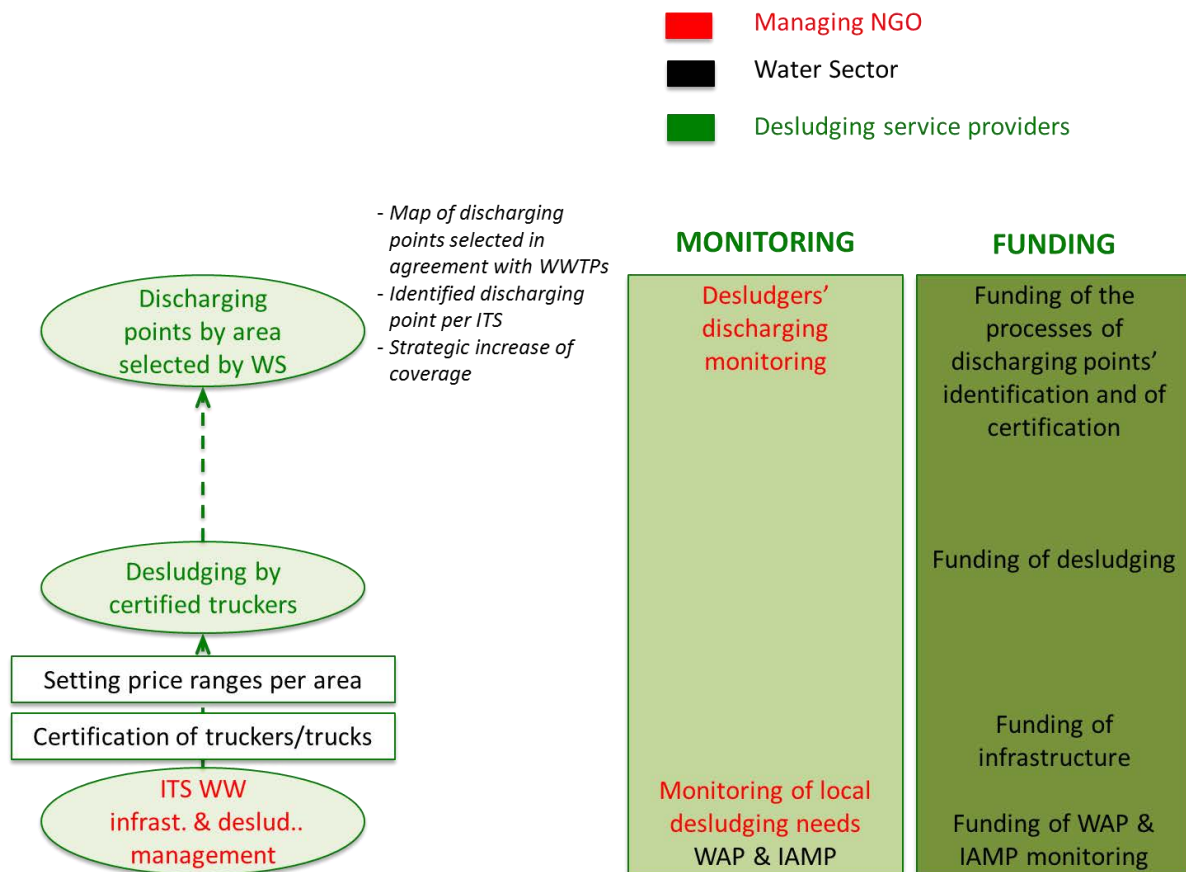 Managing NGO
Water Sector
Desludging service providers
- Map of discharging
points selected in
agreement with WWTPs
- Identified discharging
point per ITS
- Strategic increase of
coverage
Discharging
points by area
selected by WS
Desludging by
certified truckers
Setting price ranges per area
Certification of truckers/trucks
ITS WW
infrast. & deslud..
management
MONITORING
Desludgers’
discharging
monitoring
Monitoring of local
desludging needs
WAP & IAMP
FUNDING
Funding of the
processes of
discharging points’
identification and of
certification
Funding of desludging
Funding of
infrastructure
Funding of WAP &
IAMP monitoring